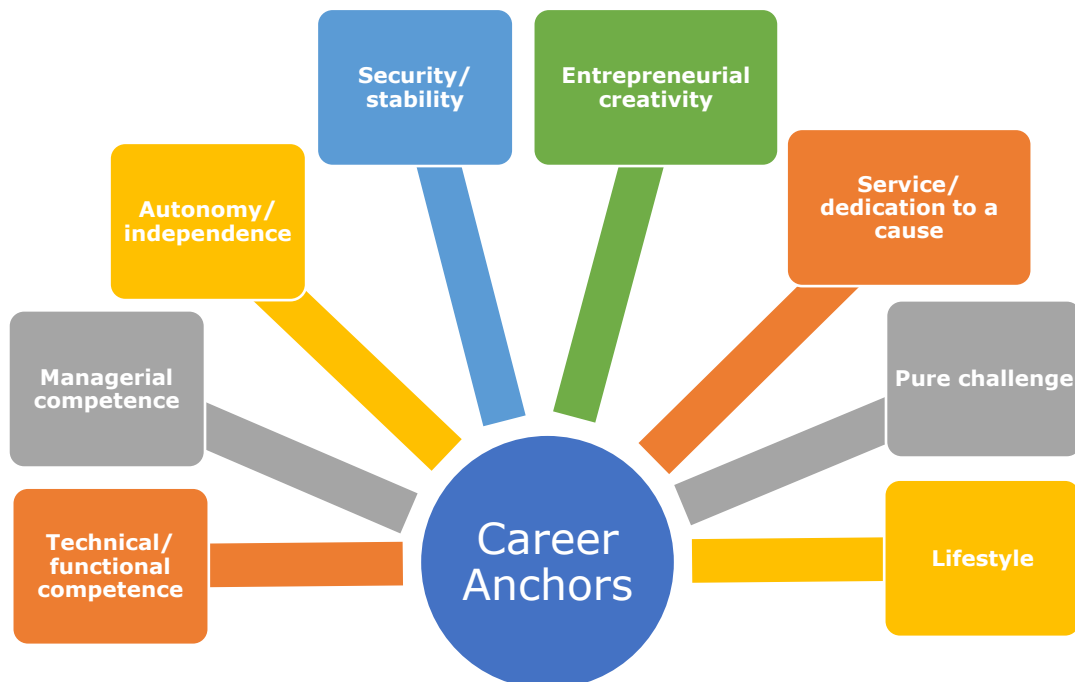 Security/
stability
Entrepreneurial
creativity
Autonomy/
independence
Service/
dedication to a
cause
Managerial
competence
Pure challenge
Technical/
functional
competence
Career
Anchors
Lifestyle